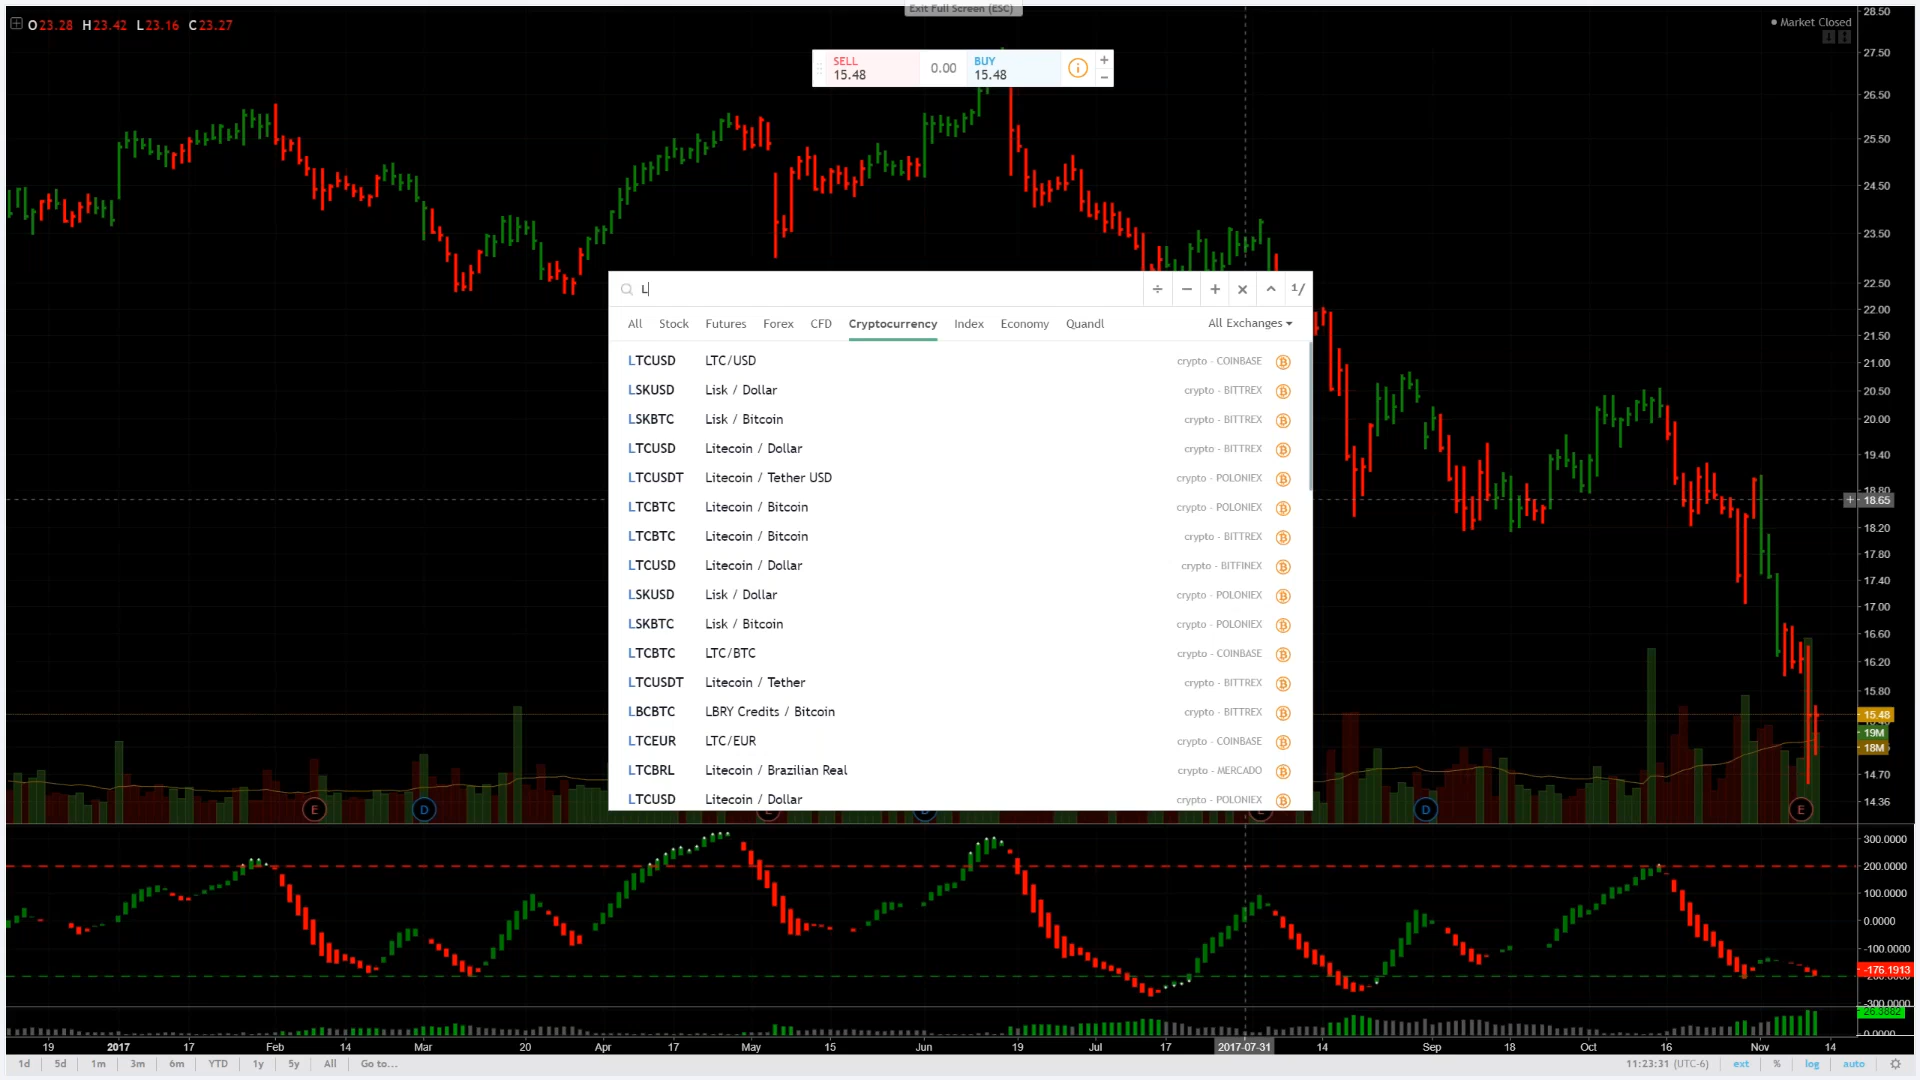 Exit Full Screen (ESC)
O23.28 H23.42 L23.16 C23.27
Market Closed
SELL
15.48
0.00
BUY
15.48
L
1/
All Stock Futures Forex CFD Cryptocurrency Index Economy Quandl All Exchanges
LTCUSD LTC/USD crypto - COINBASE
LSKUSD Lisk / Dollar crypto - BITTREX
LSKBTC Lisk / Bitcoin crypto - BITTREX
LTCUSD Litecoin / Dollar crypto - BITTREX
LTCUSDT Litecoin / Tether USD crypto - POLONIEX
LTCBTC Litecoin / Bitcoin crypto - POLONIEX
LTCBTC Litecoin / Bitcoin crypto - BITTREX
LTCUSD Litecoin / Dollar crypto - BITFINEX
LSKUSD Lisk / Dollar crypto - POLONIEX
LSKBTC Lisk / Bitcoin crypto - POLONIEX
LTCBTC LTC/BTC crypto - COINBASE
LTCUSDT Litecoin / Tether crypto - BITTREX
LBCBTC LBRY Credits / Bitcoin crypto - BITTREX
LTCEUR LTC/EUR crypto - COINBASE
LTCBRL Litecoin / Brazilian Real crypto - MERCADO
LTCUSD Litecoin / Dollar crypto - POLONIEX
28.50
27.50
26.50
25.50
24.50
23.50
22.50
22.00
21.50
21.00
20.50
20.00
19.40
18.80
18.65
18.20
17.80
17.40
17.00
16.60
16.20
15.80
15.48
19M
18M
14.70
14.36
E D D E
300.0000
200.0000
100.0000
0.0000
-100.0000
-176.1913
-300.0000
26.3882
0.0000
19 2017 17 Feb 14 Mar 20 Apr 17 May 15 Jun 19 Jul 17 2017-07-31 14 Sep 18 Oct 16 Nov 14
1d 5d 1m 3m 6m YTD 1y 5y All Go to... 11:23:31 (UTC-6) ext % log auto